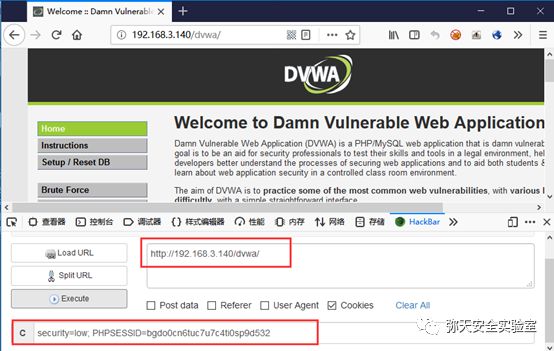 Welcome :: Damn Vulnerable
192.168.3.140/dvwa/
DVWA
Home
Instructions
Setup / Reset DB
Brute Force
Welcome to Damn Vulnerable Web Application
Damn Vulnerable Web Application (DVWA) is a PHP/MySQL web application that is damn vulnerable
goal is to be an aid for security professionals to test their skills and tools in a legal environment, hel
developers better understand the processes of securing web applications and to aid both students &
learn about web application security in a controlled class room environment.
The aim of DVWA is to practice some of the most common web vulnerabilities, with various
difficultly, with a simple straightforward interface.
查看器
控制台
调试器
样式编辑器
性能
内存
网络
存储
HackBar
Load URL
http://192.168.3.140/dvwa/
Split URL
Execute
Post data
Referer
User Agent
Cookies
Clear All
C
security=low; PHPSESSID=bgdo0cn6tuc7u7c4ti0sp9d532
弥天安全实验室